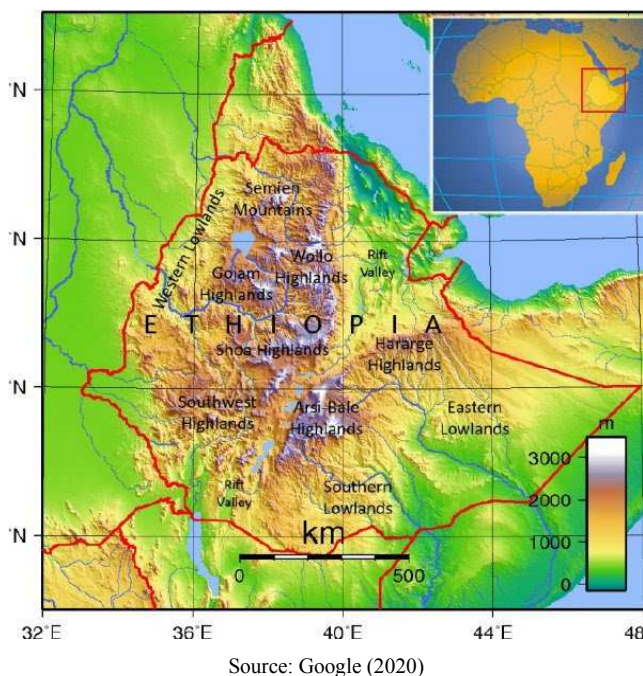 °N
Semien
Mountains
°N
Western Lowlands
Wollo
Highlands
Rift
Valley
Gojam
Highlands
E T H I O P I A
Shoa Highlands
Hararge
Highlands
°N
Southwest
Highlands
Arsi-Bale
Highlands
Eastern
Lowlands
m
3000
2000
1000
0
Rift
Valley
Southern
Lowlands
°N
km
0 500
32°E 36°E 40°E 44°E 48
Source: Google (2020)